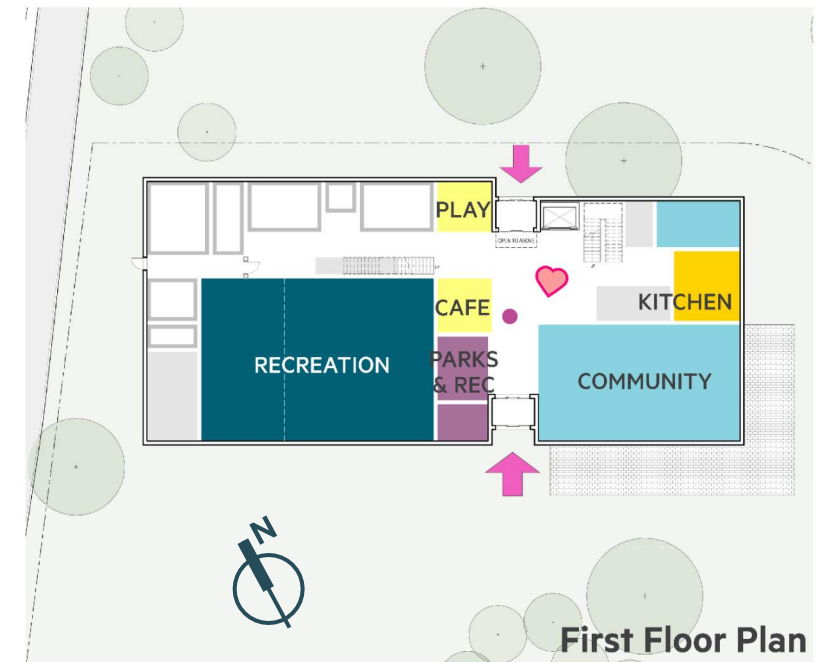 PLAY
OPEN TO ABOVE
CAFE
KITCHEN
RECREATION
PARKS
& REC
COMMUNITY
N
First Floor Plan